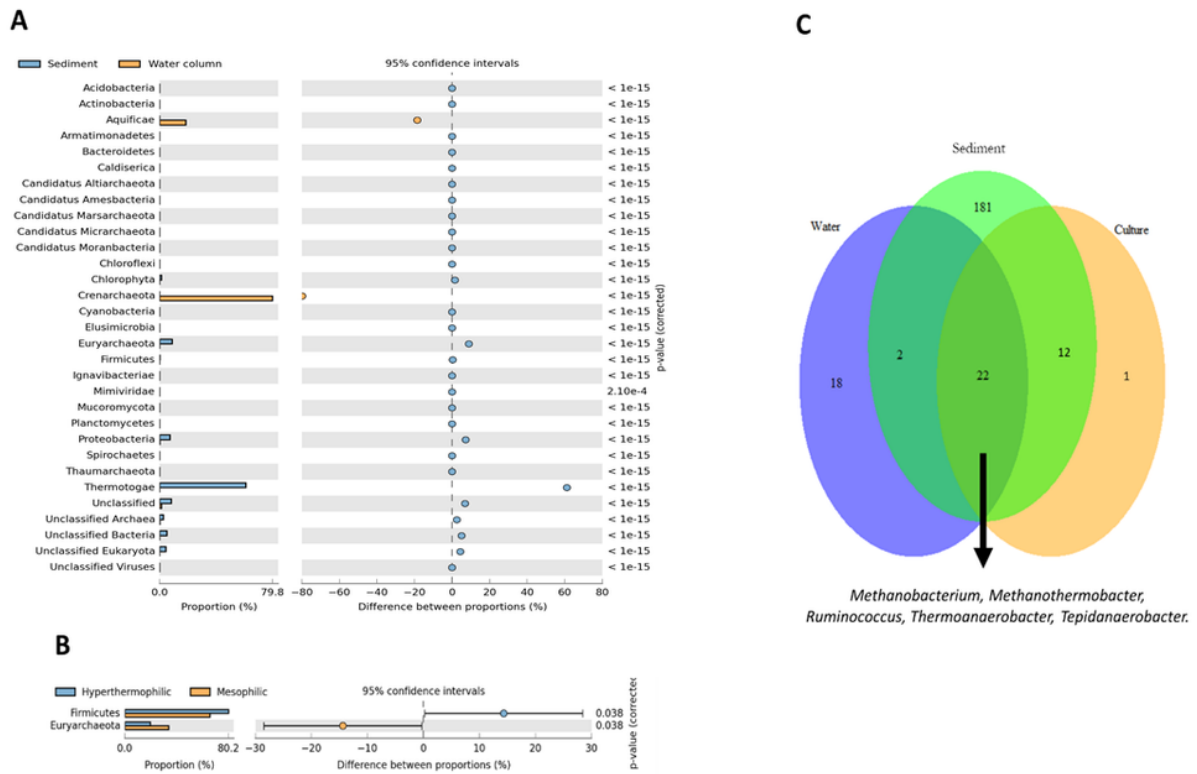 A
Sediment Water column 95% confidence intervals
Acidobacteria < 1e-15
Actinobacteria < 1e-15
Aquificae < 1e-15
Armatimonadetes < 1e-15
Bacteroidetes < 1e-15
Caldiserica < 1e-15
Candidatus Altiarchaeota < 1e-15
Candidatus Amesbacteria < 1e-15
Candidatus Marsarchaeota < 1e-15
Candidatus Micrarchaeota < 1e-15
Candidatus Moranbacteria < 1e-15
Chloroflexi < 1e-15
Chlorophyta < 1e-15
Crenarchaeota < 1e-15
Cyanobacteria < 1e-15
Elusimicrobia < 1e-15
Euryarchaeota < 1e-15
Firmicutes < 1e-15
Ignavibacteriae < 1e-15
Mimiviridae 2.10e-4
Mucoromycota < 1e-15
Planctomycetes < 1e-15
Proteobacteria < 1e-15
Spirochaetes < 1e-15
Thaumarchaeota < 1e-15
Thermotogae < 1e-15
Unclassified < 1e-15
Unclassified Archaea < 1e-15
Unclassified Bacteria < 1e-15
Unclassified Eukaryota < 1e-15
Unclassified Viruses < 1e-15
p-value (corrected)
0.0 79.8 −80 −60 −40 −20 0 20 40 60 80
Proportion (%) Difference between proportions (%)
B
Hyperthermophilic Mesophilic 95% confidence intervals
Firmicutes 0.038
Euryarchaeota 0.038
p-value (correcte
0.0 80.2 −30 −20 −10 0 10 20 30
Proportion (%) Difference between proportions (%)
C
Sediment
181
Water Culture
2 12
18 22 1
Methanobacterium, Methanothermobacter,
Ruminococcus, Thermoanaerobacter, Tepidanaerobacter.